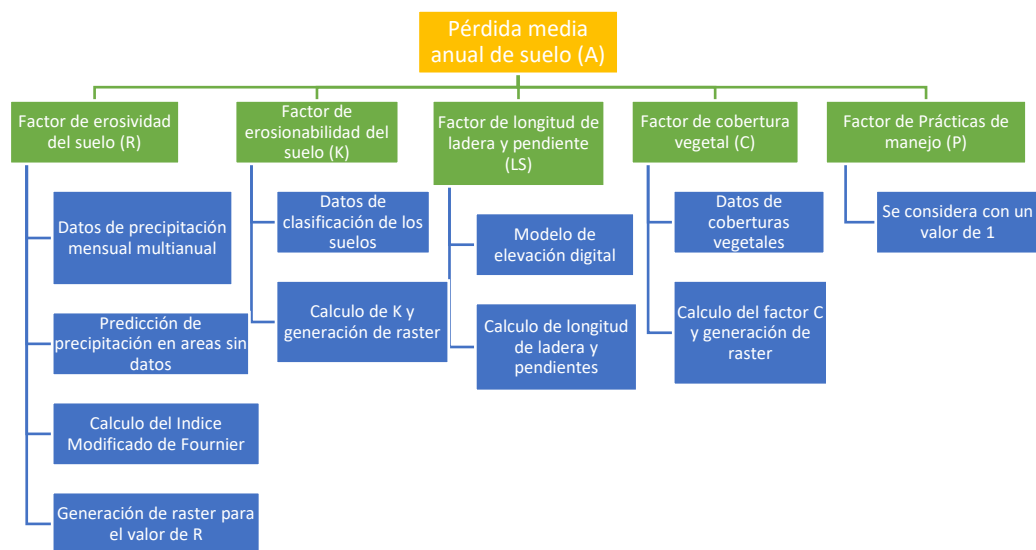 Pérdida media
anual de suelo (A)
Factor de erosividad
del suelo (R)
Datos de precipitación
mensual multianual
Predicción de
precipitación en areas sin
datos
Calculo del Indice
Modificado de Fournier
Generación de raster para
el valor de R
Factor de
erosionabilidad del
suelo (K)
Datos de
clasificación de los
suelos
Calculo de K y
generación de raster
Factor de longitud de
ladera y pendiente
(LS)
Modelo de
elevación digital
Calculo de longitud
de ladera y
pendientes
Factor de cobertura
vegetal (C)
Datos de
coberturas
vegetales
Calculo del factor C
y generación de
raster
Factor de Prácticas de
manejo (P)
Se considera con un
valor de 1